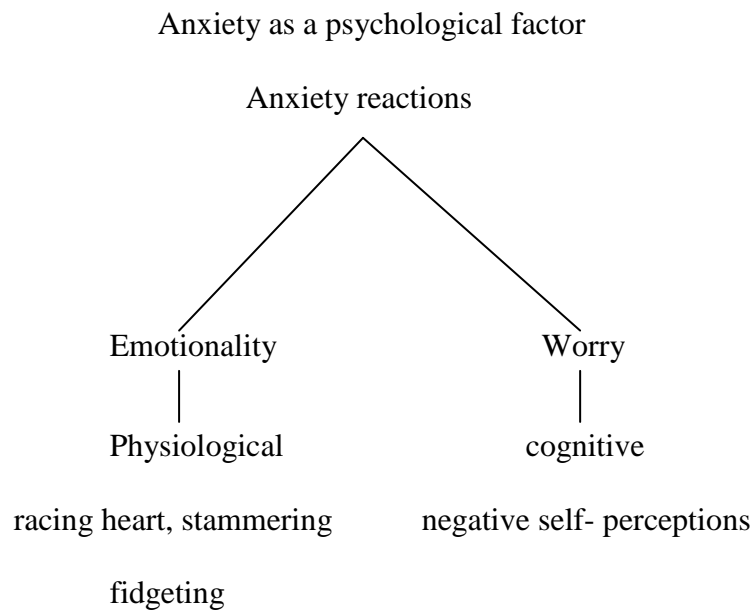 Anxiety as a psychological factor
Anxiety reactions
Emotionality
Worry
Physiological
cognitive
racing heart, stammering
negative self- perceptions
fidgeting